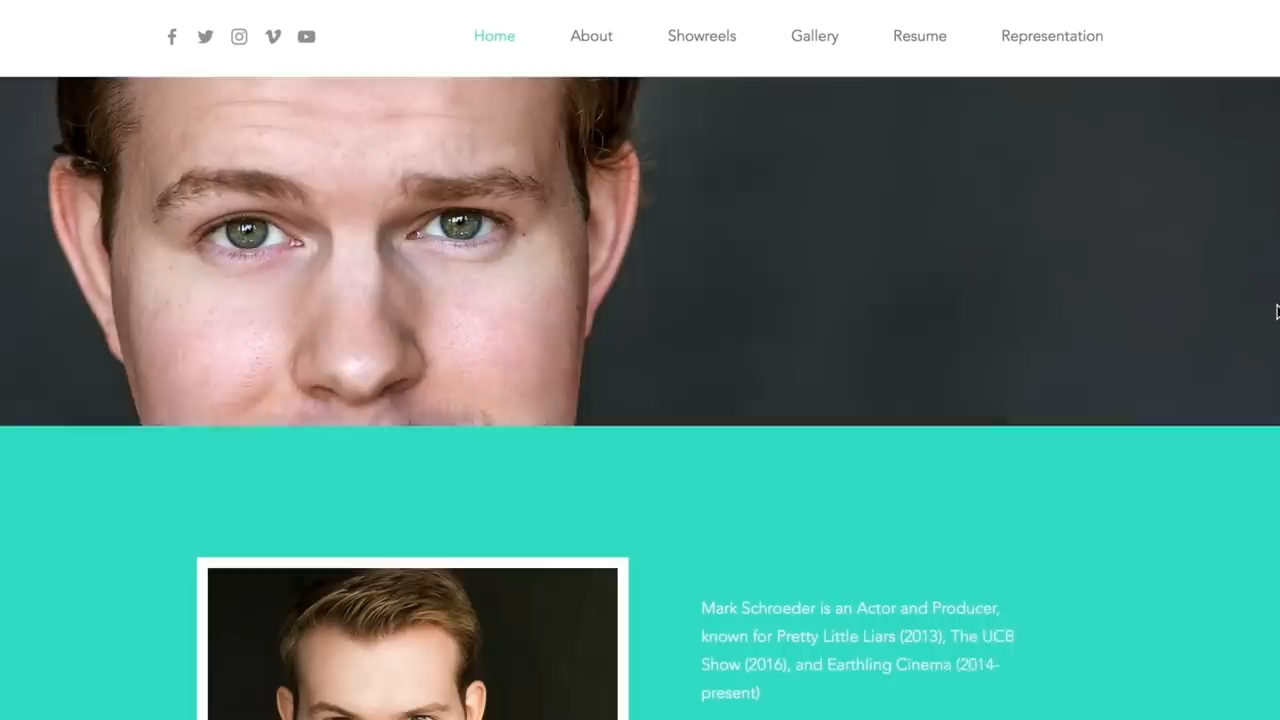 Home About Showreels Gallery Resume Representation
Mark Schroeder is an Actor and Producer,
known for Pretty Little Liars (2013), The UCB
Show (2016), and Earthling Cinema (2014-
present)